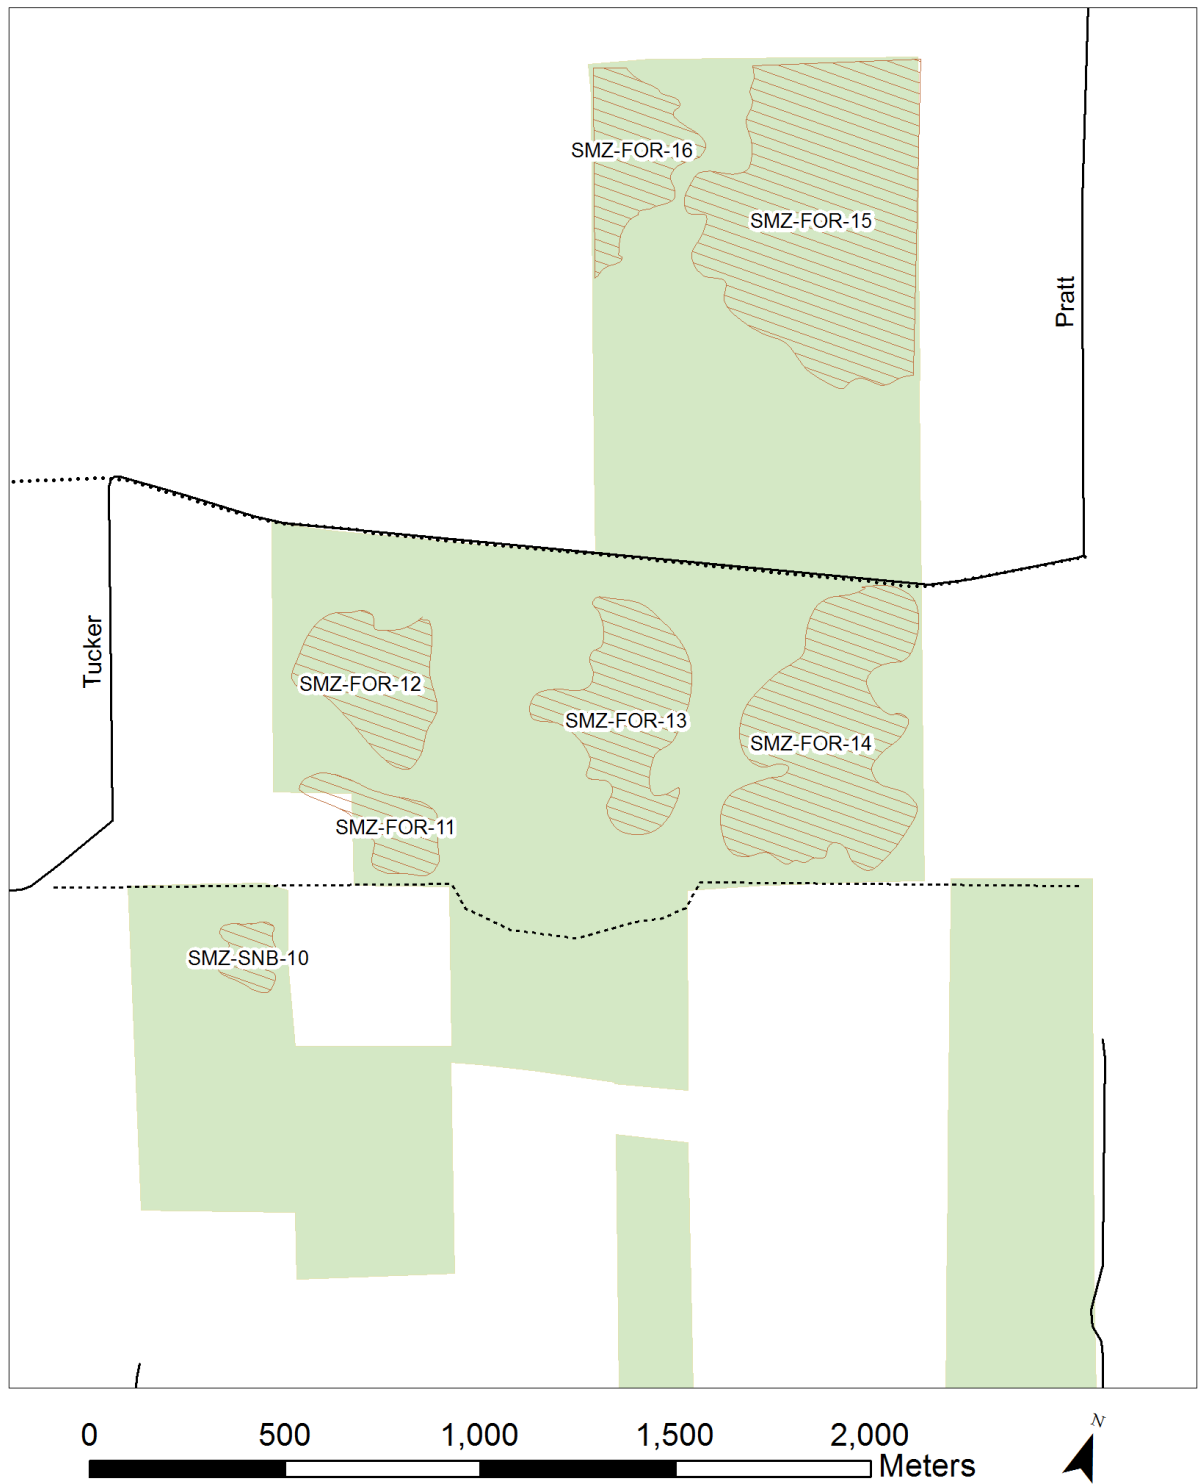 SMZ-FOR-16
SMZ-FOR-15
Pratt
Tucker
SMZ-FOR-12
SMZ-FOR-13
SMZ-FOR-14
SMZ-FOR-11
SMZ-SNB-10
0 500 1,000 1,500 2,000
Meters
N